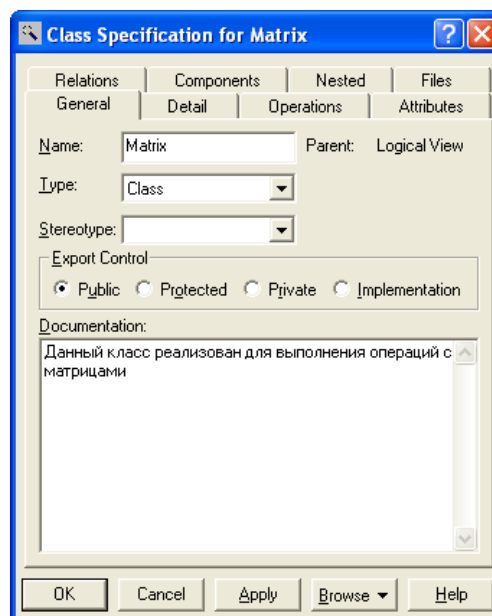 Class Specification for Matrix
Relations Components Nested Files
General Detail Operations Attributes
Name: Matrix Parent: Logical View
Type: Class
Stereotype:
Export Control
Public Protected Private Implementation
Documentation:
Данный класс реализован для выполнения операций с
матрицами
OK Cancel Apply Browse Help